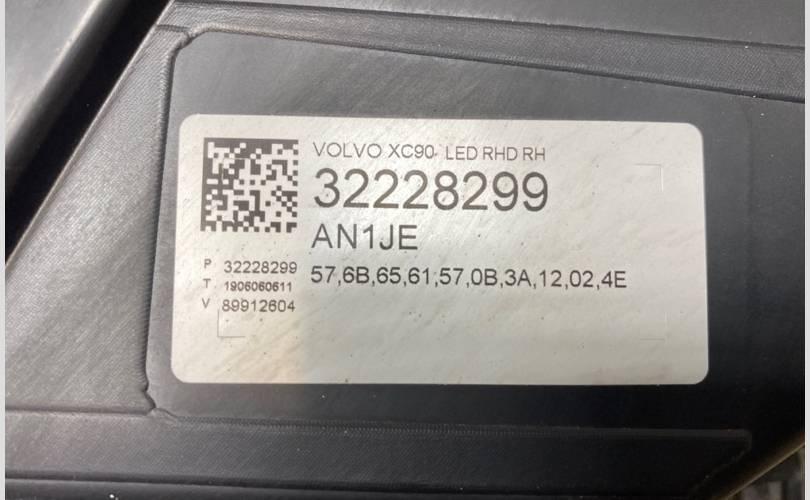 VOLVO XC90 LED RHD RH
32228299
AN1JE
57,6B,65,61,57,0B,3A,12,02,4E
P 32228299
T 1906060611
V 89912604